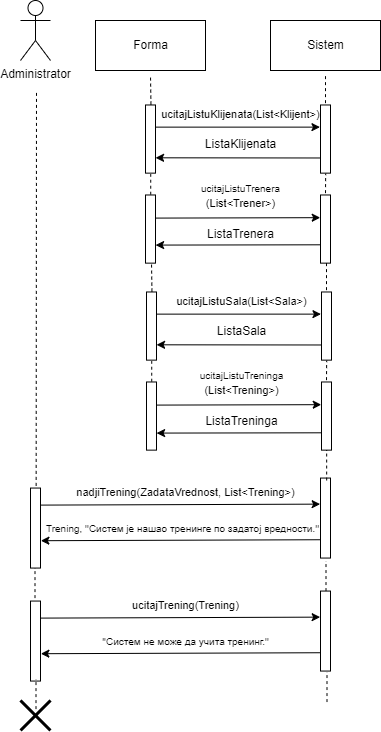 Forma
Sistem
Administrator
ucitajListuKlijenata(List<Klijent>)
ListaKlijenata
ucitajListuTrenera
(List<Trener>)
ListaTrenera
ucitajListuSala(List<Sala>)
ListaSala
ucitajListuTreninga
(List<Trening>)
ListaTreninga
nadjiTrening(ZadataVrednost, List<Trening>)
Trening, "Систем је нашао тренинге по задатој вредности."
ucitajTrening(Trening)
"Систем не може да учита тренинг."